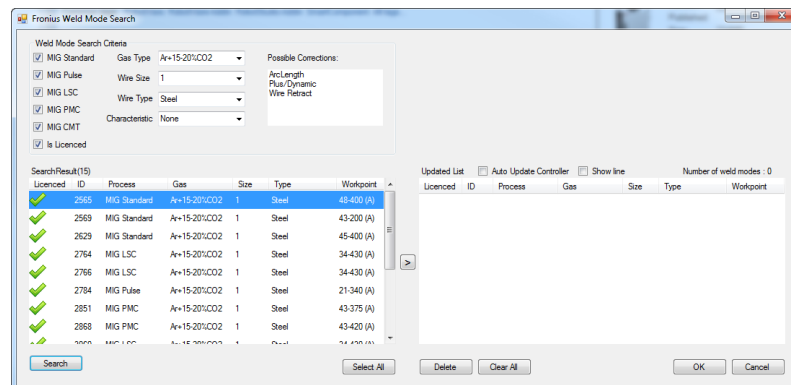 Fronius Weld Mode Search
Weld Mode Search Criteria
MIG Standard
Gas Type Ar+15-20%CO2
Possible Corrections:
MIG Pulse
Wire Size 1
ArcLength
Plus/Dynamic
Wire Retract
MIG LSC
Wire Type Steel
MIG PMC
Characteristic None
MIG CMT
Is Licenced
SearchResult(15)
Licenced ID Process Gas Size Type Workpoint
2565 MIG Standard Ar+15-20%CO2 1 Steel 48-400 (A)
2569 MIG Standard Ar+15-20%CO2 1 Steel 43-200 (A)
2629 MIG Standard Ar+15-20%CO2 1 Steel 45-400 (A)
2764 MIG LSC Ar+15-20%CO2 1 Steel 34-430 (A)
2766 MIG LSC Ar+15-20%CO2 1 Steel 34-430 (A)
2784 MIG Pulse Ar+15-20%CO2 1 Steel 21-340 (A)
2851 MIG PMC Ar+15-20%CO2 1 Steel 43-375 (A)
2868 MIG PMC Ar+15-20%CO2 1 Steel 43-420 (A)
>
Updated List Auto Update Controller Show line Number of weld modes : 0
Licenced ID Process Gas Size Type Workpoint
Search
Select All
Delete
Clear All
OK
Cancel